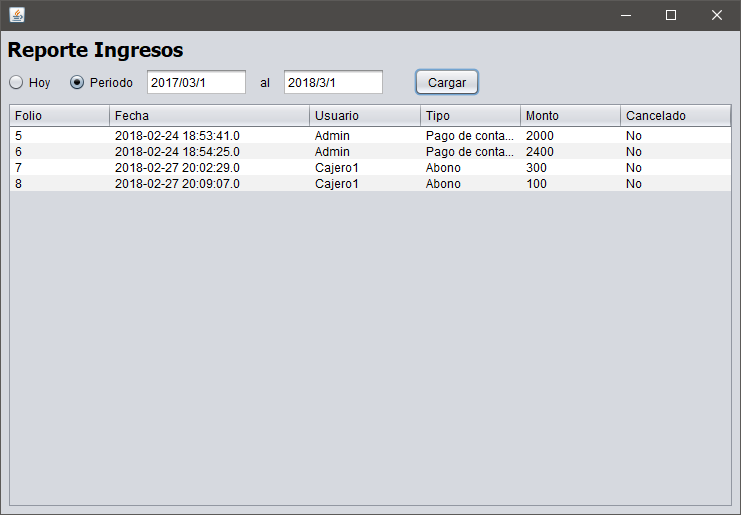 Reporte Ingresos
Hoy Periodo 2017/03/1 al 2018/3/1 Cargar
Folio Fecha Usuario Tipo Monto Cancelado
5 2018-02-24 18:53:41.0 Admin Pago de conta... 2000 No
6 2018-02-24 18:54:25.0 Admin Pago de conta... 2400 No
7 2018-02-27 20:02:29.0 Cajero1 Abono 300 No
8 2018-02-27 20:09:07.0 Cajero1 Abono 100 No